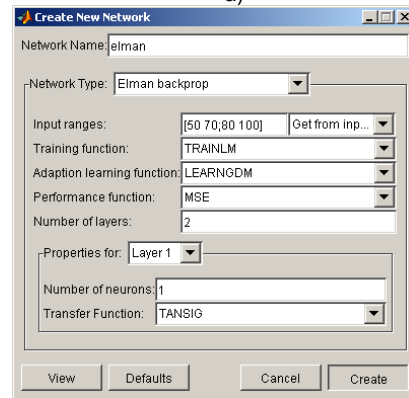 a)
Create New Network
Network Name: elman
Network Type: Elman backprop
Input ranges: [50 70;80 100] Get from inp...
Training function: TRAINLM
Adaption learning function: LEARNGDM
Performance function: MSE
Number of layers: 2
Properties for: Layer 1
Number of neurons: 1
Transfer Function: TANSIG
View Defaults Cancel Create